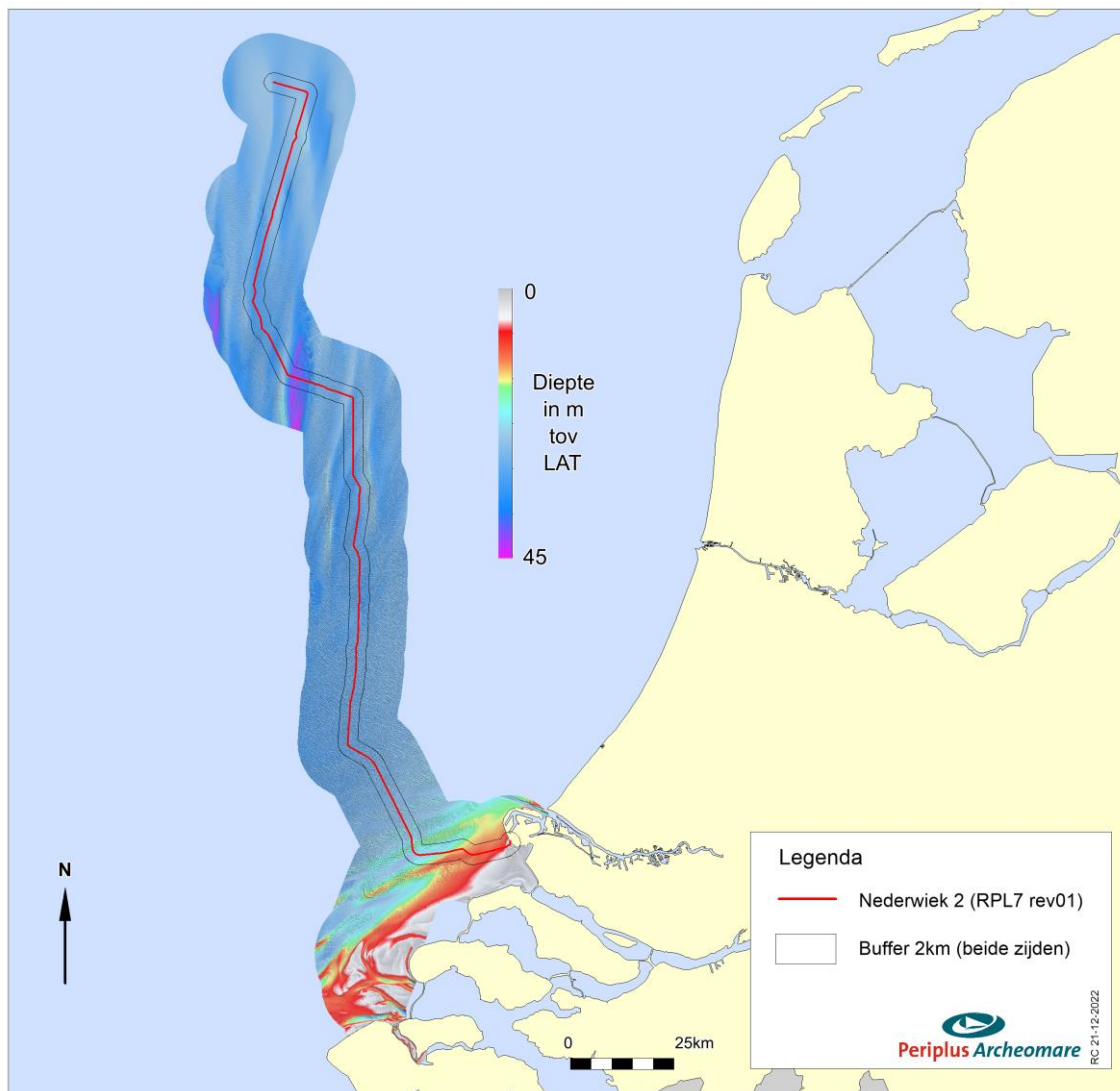 0
Diepte
in m
tov
LAT
45
N
0 25km
Legenda
Nederwiek 2 (RPL7 rev01)
Buffer 2km (beide zijden)
Periplus Archeomare
RC 21-12-2022